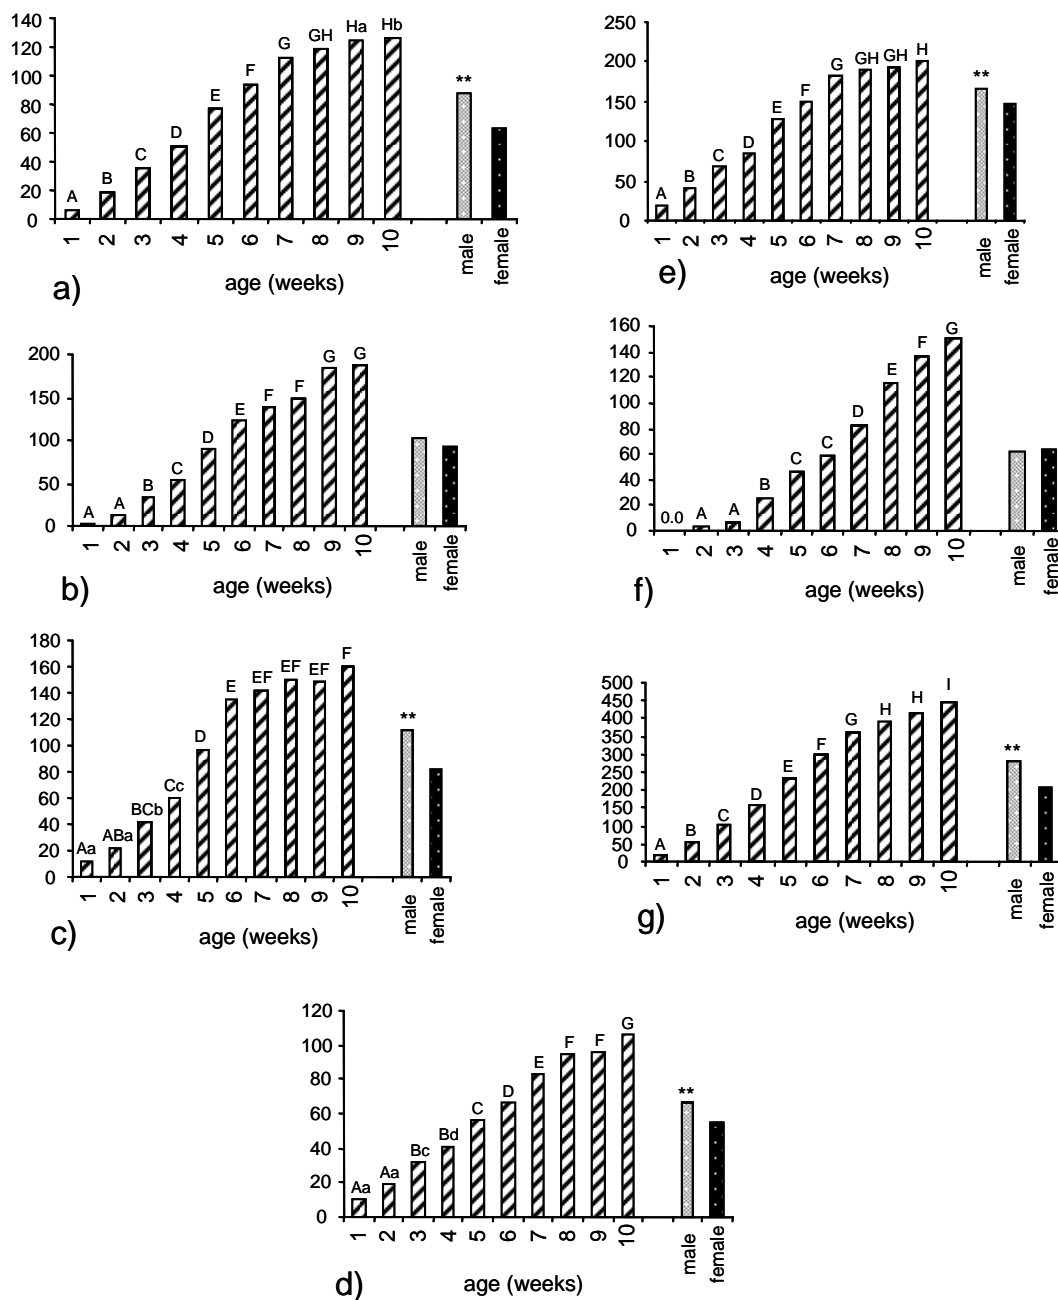 140
120
100
80
60
40
20
0
A B C D E F G GH Ha Hb **
1 2 3 4 5 6 7 8 9 10 male female
age (weeks)
a)
250
200
150
100
50
0
A B C D E F G GH GH H **
1 2 3 4 5 6 7 8 9 10 male female
age (weeks)
e)
200
150
100
50
0
A A B C D E F F G G
1 2 3 4 5 6 7 8 9 10 male female
age (weeks)
b)
160
140
120
100
80
60
40
20
0
0.0 A A B C C D E F G
1 2 3 4 5 6 7 8 9 10 male female
age (weeks)
f)
180
160
140
120
100
80
60
40
20
0
Aa ABa BCb Cc D E EF EF EF F **
1 2 3 4 5 6 7 8 9 10 male female
age (weeks)
c)
500
450
400
350
300
250
200
150
100
50
0
A B C D E F G H H I **
1 2 3 4 5 6 7 8 9 10 male female
age (weeks)
g)
120
100
80
60
40
20
0
Aa Aa Bc Bd C D E F F G **
1 2 3 4 5 6 7 8 9 10 male female
age (weeks)
d)